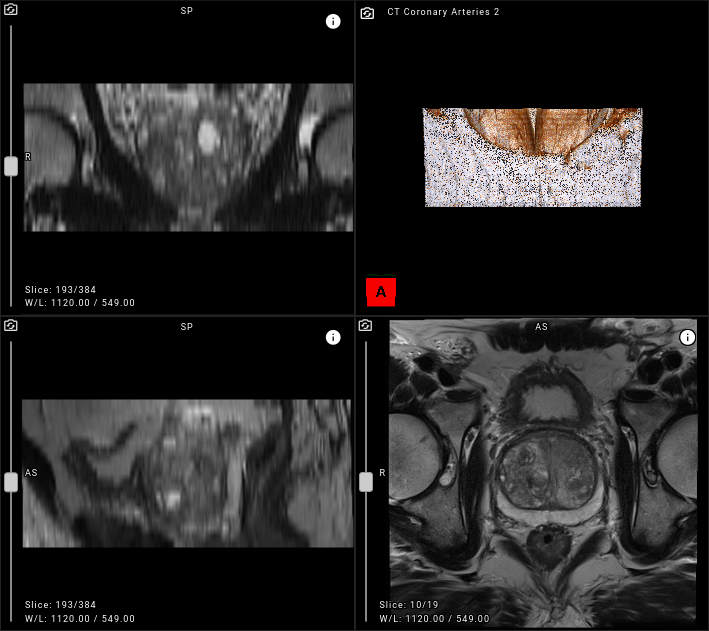 SP
i
R
Slice: 193/384
W/L: 1120.00 / 549.00
CT Coronary Arteries 2
A
SP
i
AS
Slice: 193/384
W/L: 1120.00 / 549.00
AS
i
R
Slice: 10/19
W/L: 1120.00 / 549.00